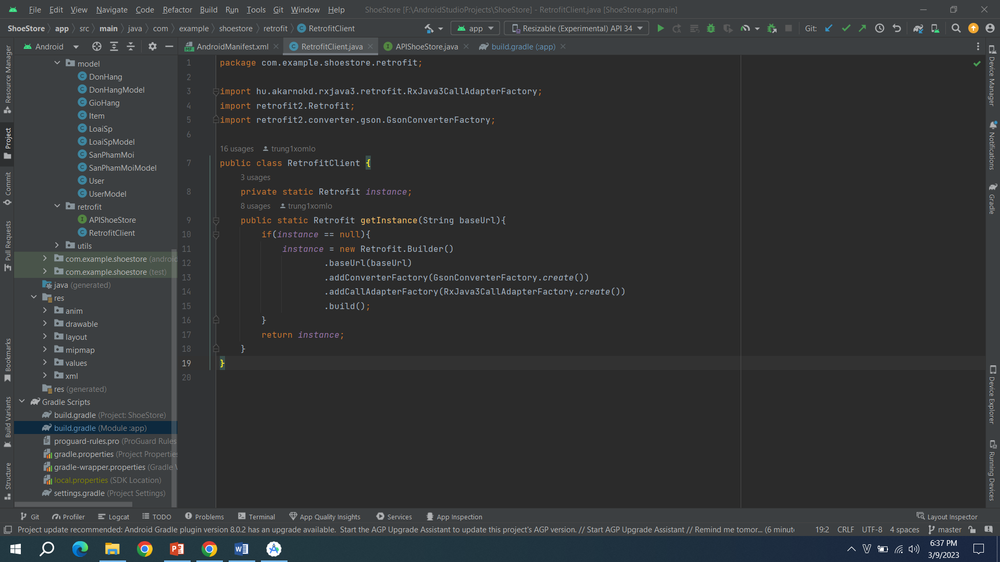 File Edit View Navigate Code Refactor Build Run Tools Git Window Help ShoeStore [F:\AndroidStudioProjects\ShoeStore] - RetrofitClient.java [ShoeStore.app.main]
ShoeStore app src main java com example shoestore retrofit RetrofitClient app Resizable (Experimental) API 34 Git:
Android AndroidManifest.xml RetrofitClient.java APIShoeStore.java build.gradle (:app)
Resource Manager
Project
Commit
Pull Requests
Bookmarks
Build Variants
Structure
model
DonHang
DonHangModel
GioHang
Item
LoaiSp
LoaiSpModel
SanPhamMoi
SanPhamMoiModel
User
UserModel
retrofit
APIShoeStore
RetrofitClient
utils
com.example.shoestore (android
com.example.shoestore (test)
java (generated)
res
anim
drawable
layout
mipmap
values
xml
res (generated)
Gradle Scripts
build.gradle (Project: ShoeStore)
build.gradle (Module :app)
proguard-rules.pro (ProGuard Rules
gradle.properties (Project Properties
gradle-wrapper.properties (Gradle V
local.properties (SDK Location)
settings.gradle (Project Settings)
1 package com.example.shoestore.retrofit;
2
3 import hu.akarnokd.rxjava3.retrofit.RxJava3CallAdapterFactory;
4 import retrofit2.Retrofit;
5 import retrofit2.converter.gson.GsonConverterFactory;
6
16 usages trung1xomlo
7 public class RetrofitClient {
3 usages
8 private static Retrofit instance;
8 usages trung1xomlo
9 public static Retrofit getInstance(String baseUrl){
10 if(instance == null){
11 instance = new Retrofit.Builder()
12 .baseUrl(baseUrl)
13 .addConverterFactory(GsonConverterFactory.create())
14 .addCallAdapterFactory(RxJava3CallAdapterFactory.create())
15 .build();
16 }
17 return instance;
18 }
19 }
20
Device Manager
Notifications
Gradle
Device Explorer
Running Devices
Git Profiler Logcat TODO Problems Terminal App Quality Insights Services App Inspection Layout Inspector
Project update recommended: Android Gradle plugin version 8.0.2 has an upgrade available. Start the AGP Upgrade Assistant to update this project's AGP version. // Start AGP Upgrade Assistant // Remind me tomor... (6 minute 19:2 CRLF UTF-8 4 spaces master
6:37 PM
3/9/2023